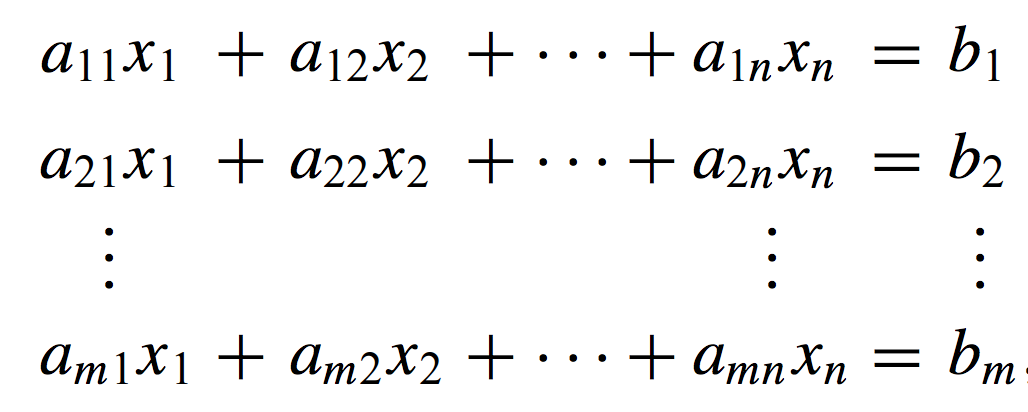 a₁₁x₁ + a₁₂x₂ + ⋯ + a₁ₙxₙ = b₁
a₂₁x₁ + a₂₂x₂ + ⋯ + a₂ₙxₙ = b₂
⋮ ⋮ ⋮
aₘ₁x₁ + aₘ₂x₂ + ⋯ + aₘₙxₙ = bₘ,